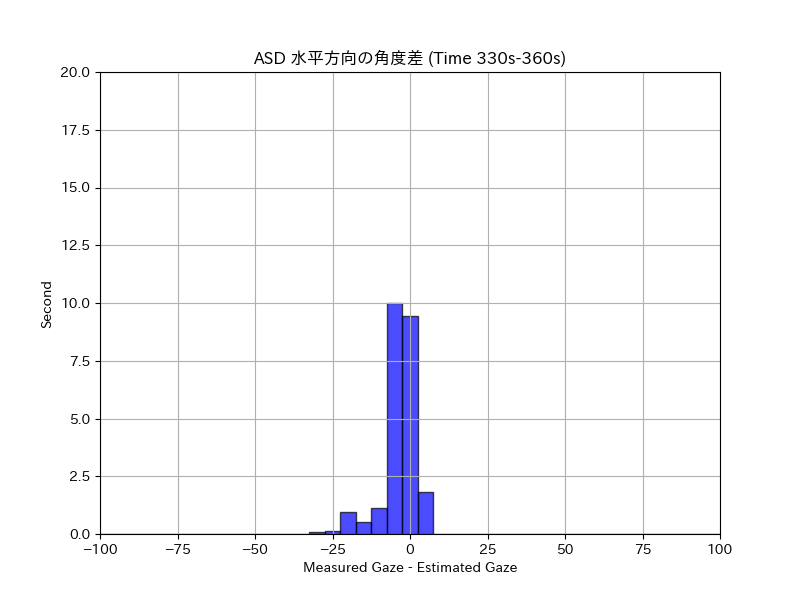 ASD 水平方向の角度差 (Time 330s-360s)
20.0
17.5
15.0
12.5
10.0
7.5
5.0
2.5
0.0
Second
−100 −75 −50 −25 0 25 50 75 100
Measured Gaze - Estimated Gaze